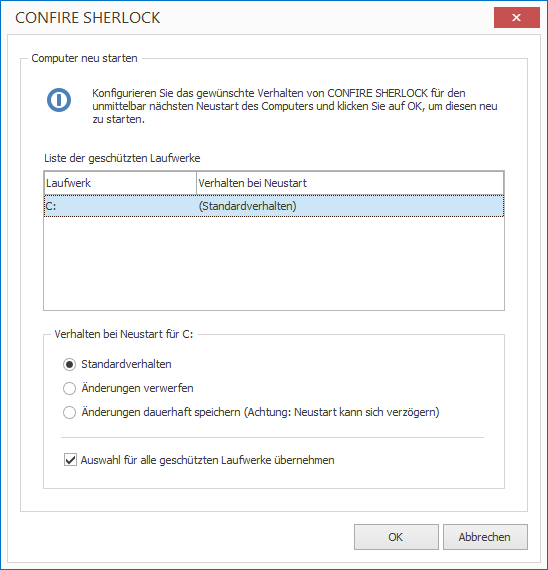 CONFIRE SHERLOCK
Computer neu starten
Konfigurieren Sie das gewünschte Verhalten von CONFIRE SHERLOCK für den
unmittelbar nächsten Neustart des Computers und klicken Sie auf OK, um diesen neu
zu starten.
Liste der geschützten Laufwerke
Laufwerk Verhalten bei Neustart
C: (Standardverhalten)
Verhalten bei Neustart für C:
Standardverhalten
Änderungen verwerfen
Änderungen dauerhaft speichern (Achtung: Neustart kann sich verzögern)
Auswahl für alle geschützten Laufwerke übernehmen
OK Abbrechen